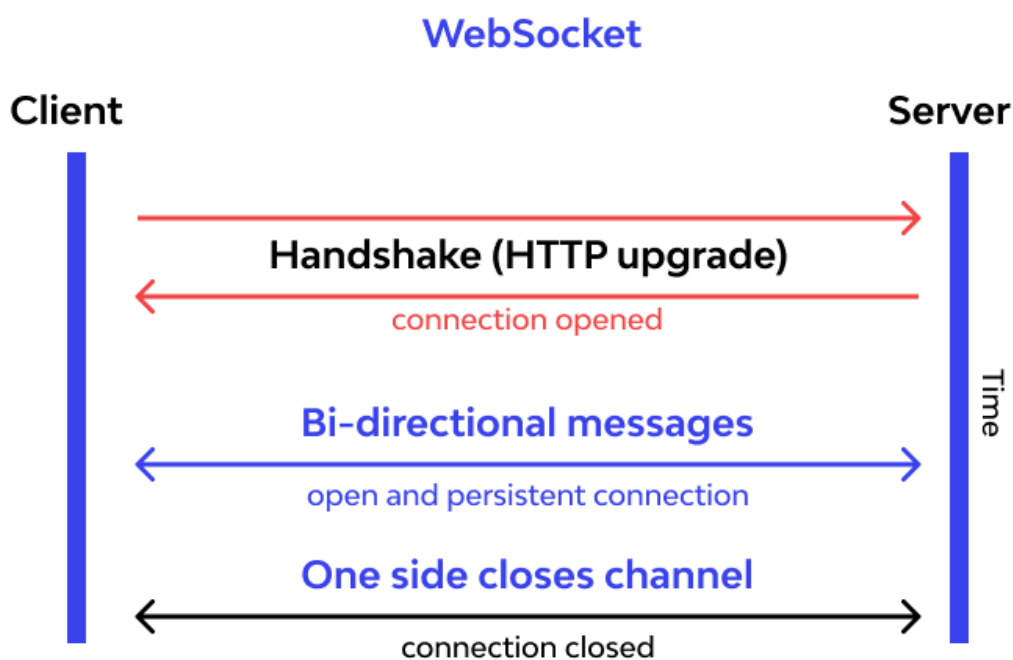 WebSocket
Client
Server
Handshake (HTTP upgrade)
connection opened
Time
Bi-directional messages
open and persistent connection
One side closes channel
connection closed